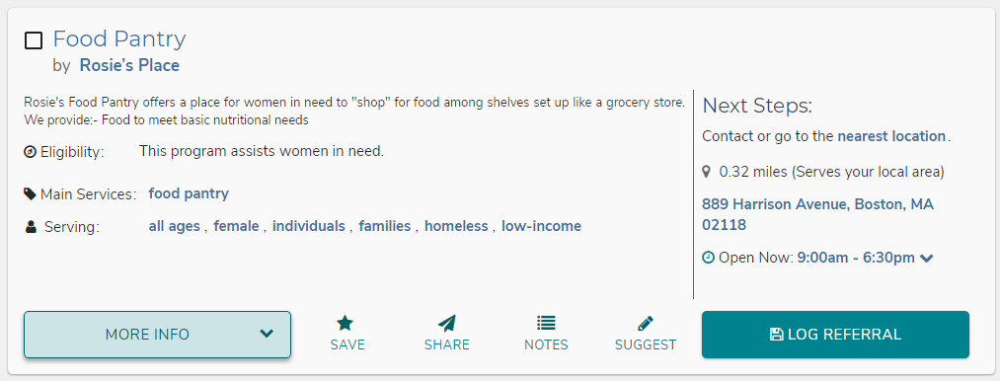 Food Pantry
by Rosie's Place
Rosie's Food Pantry offers a place for women in need to "shop" for food among shelves set up like a grocery store.
We provide:- Food to meet basic nutritional needs
Eligibility: This program assists women in need.
Main Services: food pantry
Serving: all ages , female , individuals , families , homeless , low-income
Next Steps:
Contact or go to the nearest location .
0.32 miles (Serves your local area)
889 Harrison Avenue, Boston, MA
02118
Open Now: 9:00am - 6:30pm
MORE INFO
SAVE
SHARE
NOTES
SUGGEST
LOG REFERRAL